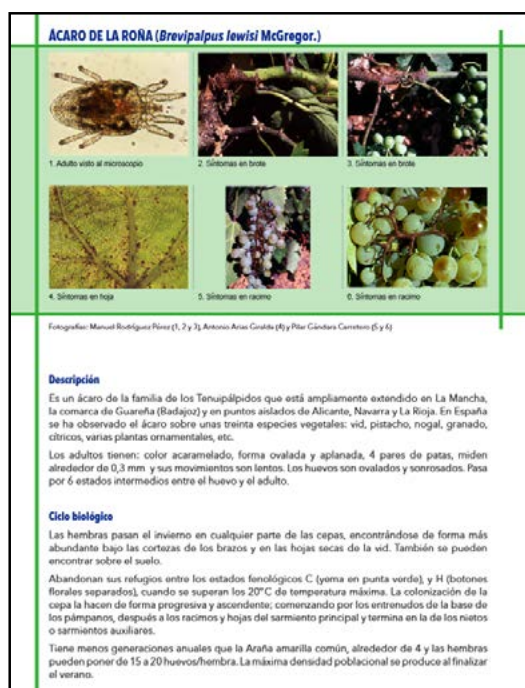 ÁCARO DE LA ROÑA (Brevipalpus lewisi McGregor.)
1. Adulto visto al microscopio
2. Síntomas en brote
3. Síntomas en brote
4. Síntomas en hoja
5. Síntomas en racimo
6. Síntomas en racimo
Fotografías: Manuel Rodríguez Pérez (1, 2 y 3), Antonio Arias Giralda (4) y Pilar Gándara Carretero (5 y 6)
Descripción
Es un ácaro de la familia de los Tenuipálpidos que está ampliamente extendido en La Mancha,
la comarca de Guareña (Badajoz) y en puntos aislados de Alicante, Navarra y La Rioja. En España
se ha observado el ácaro sobre unas treinta especies vegetales: vid, pistacho, nogal, granado,
cítricos, varias plantas ornamentales, etc.
Los adultos tienen: color acaramelado, forma ovalada y aplanada, 4 pares de patas, miden
alrededor de 0,3 mm y sus movimientos son lentos. Los huevos son ovalados y sonrosados. Pasa
por 6 estados intermedios entre el huevo y el adulto.
Ciclo biológico
Las hembras pasan el invierno en cualquier parte de las cepas, encontrándose de forma más
abundante bajo las cortezas de los brazos y en las hojas secas de la vid. También se pueden
encontrar sobre el suelo.
Abandonan sus refugios entre los estados fenológicos C (yema en punta verde), y H (botones
florales separados), cuando se superan los 20°C de temperatura máxima. La colonización de la
cepa la hacen de forma progresiva y ascendente; comenzando por los entrenudos de la base de
los pámpanos, después a los racimos y hojas del sarmiento principal y termina en la de los nietos
o sarmientos auxiliares.
Tiene menos generaciones anuales que la Araña amarilla común, alrededor de 4 y las hembras
pueden poner de 15 a 20 huevos/hembra. La máxima densidad poblacional se produce al finalizar
el verano.